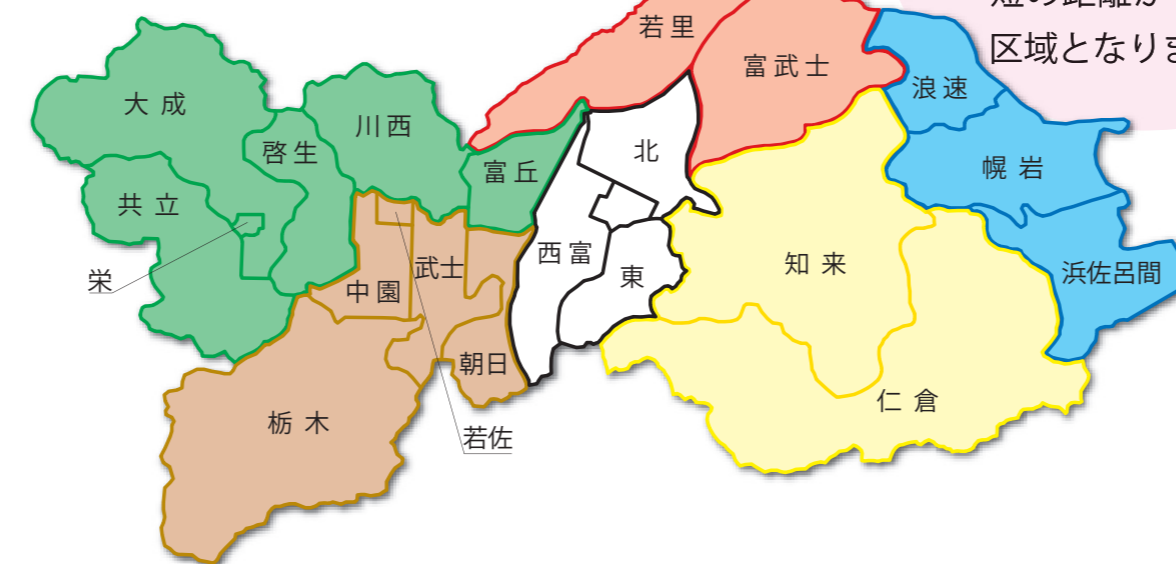 区域となりま
若里
富武士
浪速
大成
川西
啓生
北
富丘
幌岩
共立
西富
知来
浜佐呂間
武士
東
栄
中園
朝日
仁倉
栃木
若佐